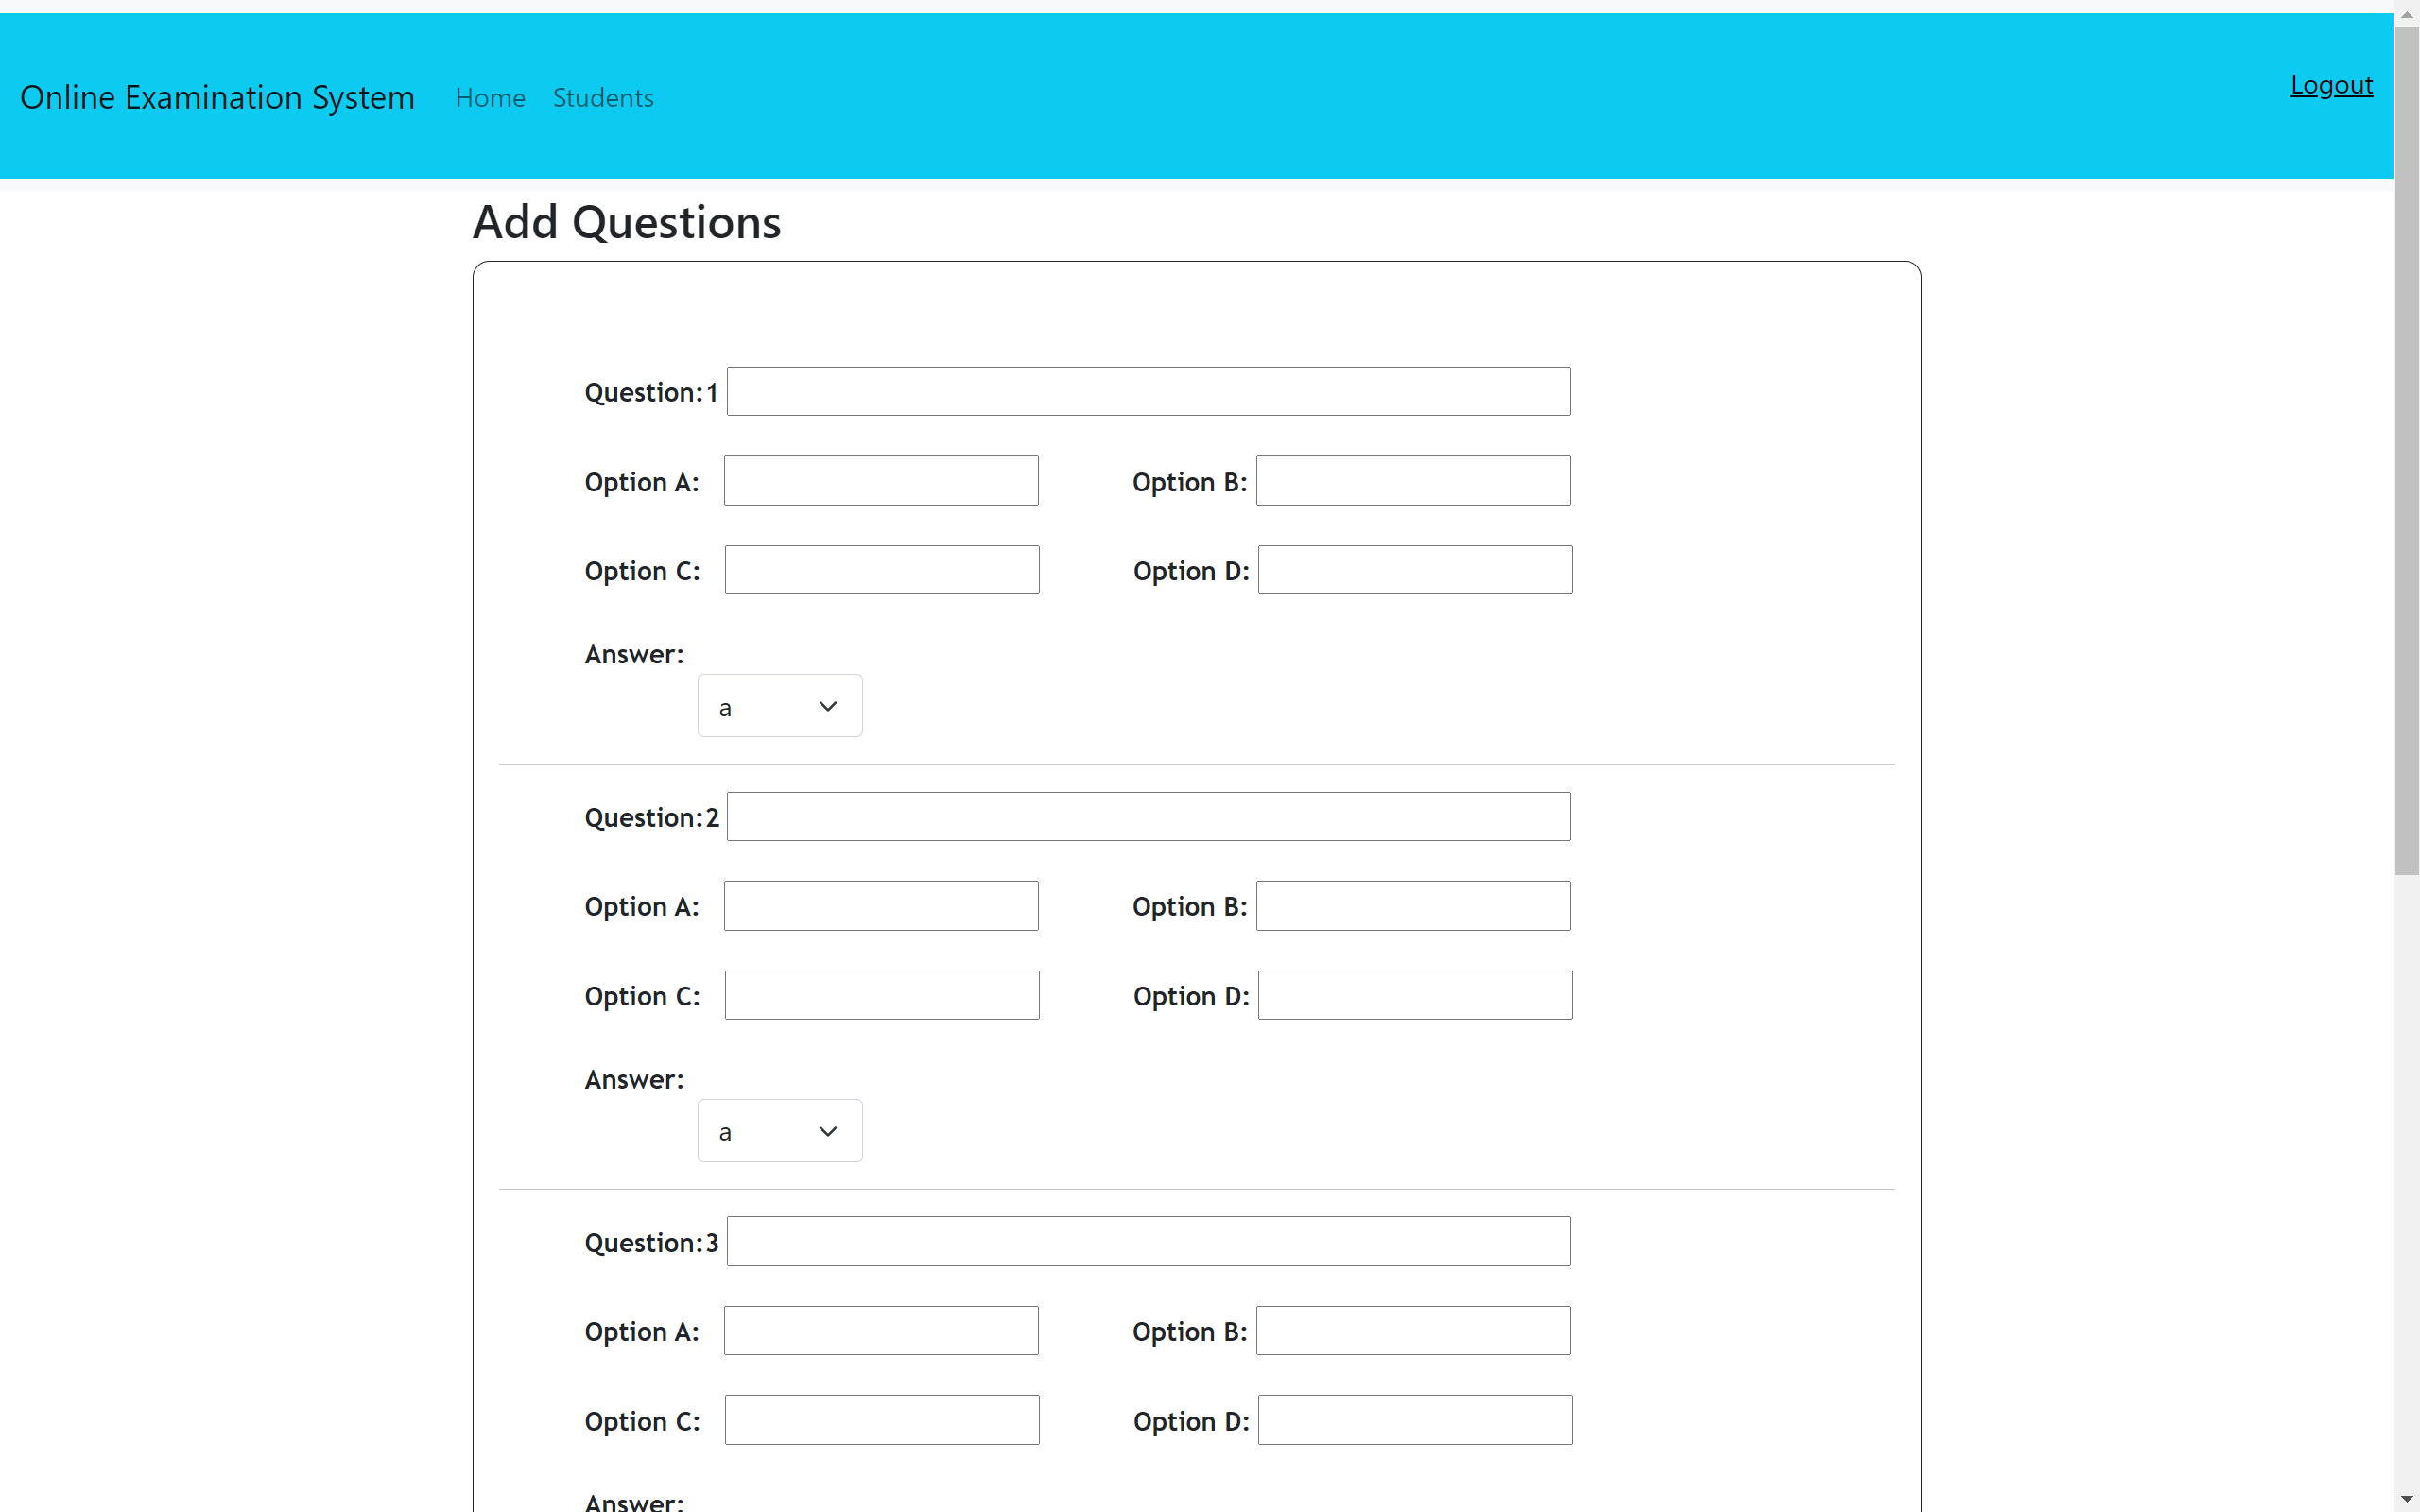 Online Examination System Home Students Logout
Add Questions
Question:1
Option A: Option B:
Option C: Option D:
Answer:
a
Question:2
Option A: Option B:
Option C: Option D:
Answer:
a
Question:3
Option A: Option B:
Option C: Option D:
Answer: